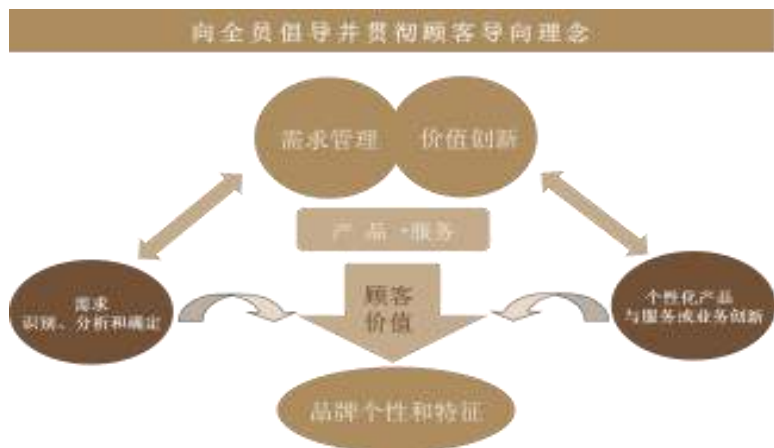 向全员倡导并贯彻顾客导向理念
需求管理
价值创新
产 品 •服务
顾客
价值
需求
识别、分析和确定
个性化产品
与服务或业务创新
品牌个性和特征